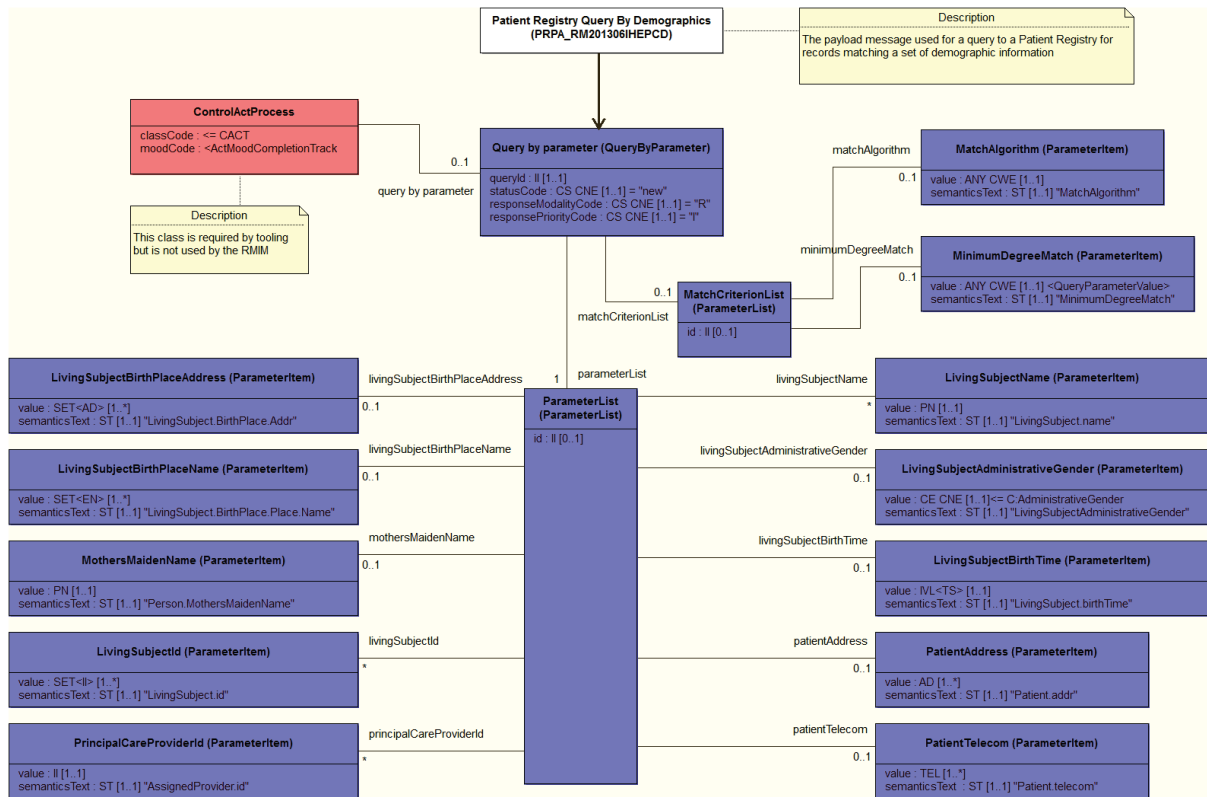 Patient Registry Query By Demographics
(PRPA_RM201306IHEPCD)
Description
The payload message used for a query to a Patient Registry for
records matching a set of demographic information
ControlActProcess
classCode : <= CACT
moodCode : <ActMoodCompletionTrack
0..1
query by parameter
Description
This class is required by tooling
but is not used by the RMIM
Query by parameter (QueryByParameter)
queryId : II [1..1]
statusCode : CS CNE [1..1] = "new"
responseModalityCode : CS CNE [1..1] = "R"
responsePriorityCode : CS CNE [1..1] = "I"
matchAlgorithm
0..1
MatchAlgorithm (ParameterItem)
value : ANY CWE [1..1]
semanticsText : ST [1..1] "MatchAlgorithm"
minimumDegreeMatch
0..1
MinimumDegreeMatch (ParameterItem)
value : ANY CWE [1..1] <QueryParameterValue>
semanticsText : ST [1..1] "MinimumDegreeMatch"
0..1
matchCriterionList
MatchCriterionList
(ParameterList)
id : II [0..1]
1
parameterList
ParameterList
(ParameterList)
id : II [0..1]
LivingSubjectBirthPlaceAddress (ParameterItem)
value : SET<AD> [1..*]
semanticsText : ST [1..1] "LivingSubject.BirthPlace.Addr"
livingSubjectBirthPlaceAddress
0..1
LivingSubjectBirthPlaceName (ParameterItem)
value : SET<EN> [1..*]
semanticsText : ST [1..1] "LivingSubject.BirthPlace.Place.Name"
livingSubjectBirthPlaceName
0..1
MothersMaidenName (ParameterItem)
value : PN [1..1]
semanticsText : ST [1..1] "Person.MothersMaidenName"
mothersMaidenName
0..1
LivingSubjectId (ParameterItem)
value : SET<II> [1..*]
semanticsText : ST [1..1] "LivingSubject.id"
livingSubjectId
*
PrincipalCareProviderId (ParameterItem)
value : II [1..1]
semanticsText : ST [1..1] "AssignedProvider.id"
principalCareProviderId
*
livingSubjectName
*
LivingSubjectName (ParameterItem)
value : PN [1..1]
semanticsText : ST [1..1] "LivingSubject.name"
livingSubjectAdministrativeGender
0..1
LivingSubjectAdministrativeGender (ParameterItem)
value : CE CNE [1..1]<= C:AdministrativeGender
semanticsText : ST [1..1] "LivingSubjectAdministrativeGender"
livingSubjectBirthTime
0..1
LivingSubjectBirthTime (ParameterItem)
value : IVL<TS> [1..1]
semanticsText : ST [1..1] "LivingSubject.birthTime"
patientAddress
0..1
PatientAddress (ParameterItem)
value : AD [1..*]
semanticsText : ST [1..1] "Patient.addr"
patientTelecom
0..1
PatientTelecom (ParameterItem)
value : TEL [1..*]
semanticsText : ST [1..1] "Patient.telecom"